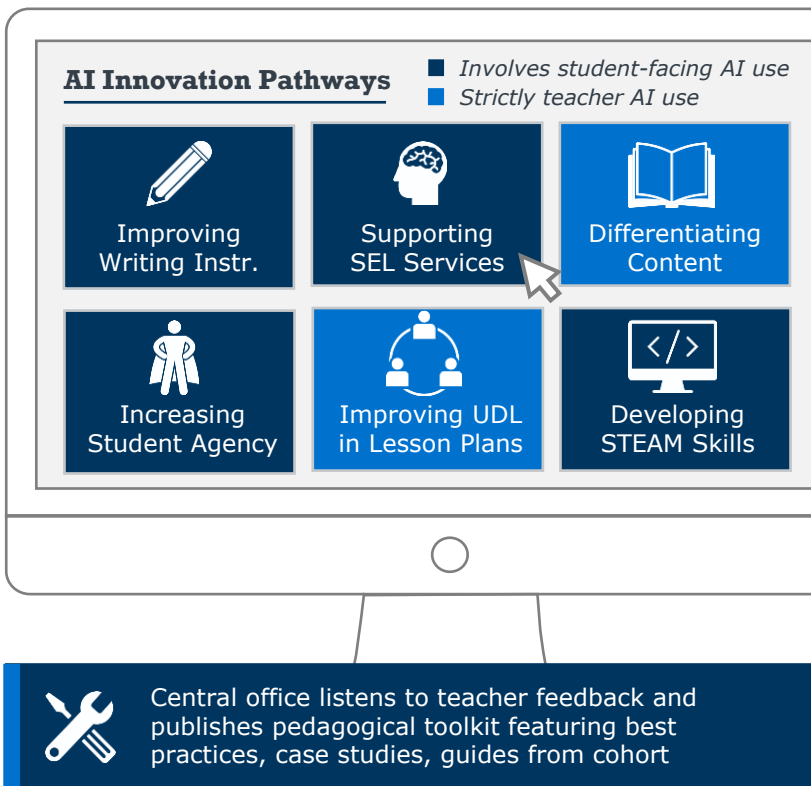 AI Innovation Pathways
Involves student-facing AI use
Strictly teacher AI use
Improving
Writing Instr.
Supporting
SEL Services
Differentiating
Content
Increasing
Student Agency
Improving UDL
in Lesson Plans
</>
Developing
STEAM Skills
Central office listens to teacher feedback and
publishes pedagogical toolkit featuring best
practices, case studies, guides from cohort